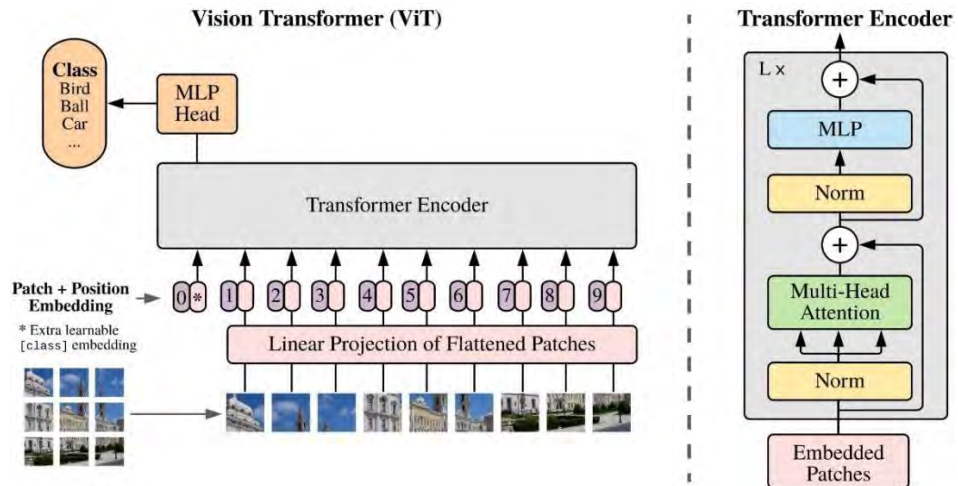 Vision Transformer (ViT)
Class
Bird
Ball
Car
...
MLP
Head
Transformer Encoder
Patch + Position
Embedding
* Extra learnable
[class] embedding
0 * 1 2 3 4 5 6 7 8 9
Linear Projection of Flattened Patches
Transformer Encoder
L x
+
MLP
Norm
+
Multi-Head
Attention
Norm
Embedded
Patches